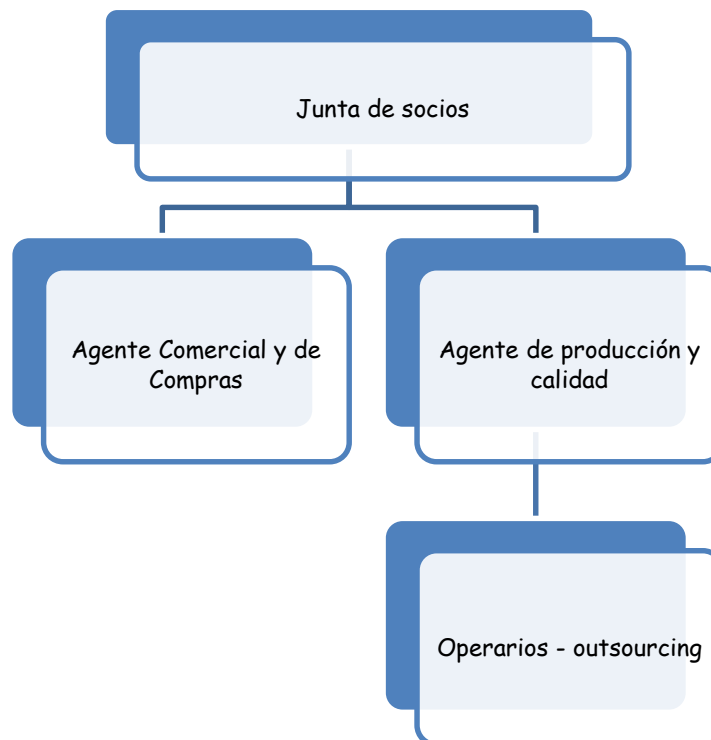 Junta de socios
Agente Comercial y de
Compras
Agente de producción y
calidad
Operarios - outsourcing